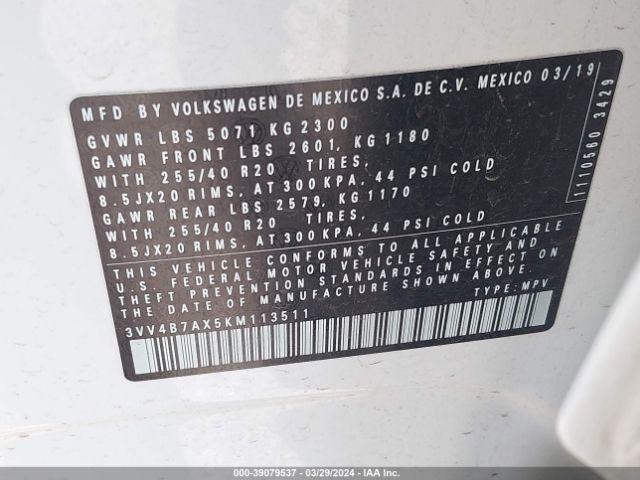 MFD BY VOLKSWAGEN DE MEXICO S.A. DE C.V. MEXICO 03/19
GVWR LBS 5071 KG 2300
GAWR FRONT LBS 2601, KG 1180
WITH 255/40 R20 TIRES.
8.5JX20 RIMS, AT 300 KPA, 44 PSI COLD
GAWR REAR LBS 2579, KG 1170
WITH 255/40 R20 TIRES.
8.5JX20 RIMS, AT 300 KPA, 44 PSI COLD
THIS VEHICLE CONFORMS TO ALL APPLICABLE
U.S. FEDERAL MOTOR VEHICLE SAFETY AND
THEFT PREVENTION STANDARDS IN EFFECT ON
THE DATE OF MANUFACTURE SHOWN ABOVE.
3VV4B7AX5KM113511 TYPE: MPV
1110560 3429
000-39079537 - 03/29/2024 - IAA, Inc.